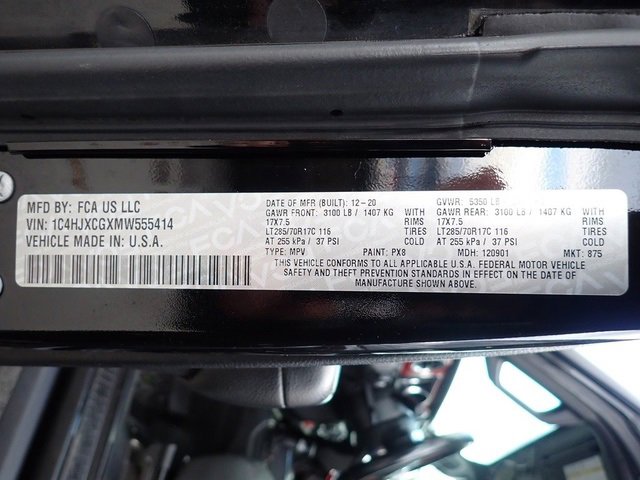 MFD BY: FCA US LLC
VIN: 1C4HJXCGXMW555414
VEHICLE MADE IN: U.S.A.
DATE OF MFR (BUILT): 12-20
GAWR FRONT: 3100 LB / 1407 KG WITH
17X7.5 RIMS
LT285/70R17C 116 TIRES
AT 255 kPa / 37 PSI COLD
GVWR: 5350 LB
GAWR REAR: 3100 LB / 1407 KG WITH
17X7.5 RIMS
LT285/70R17C 116 TIRES
AT 255 kPa / 37 PSI COLD
TYPE: MPV PAINT: PX8 MDH: 120901 MKT: 875
THIS VEHICLE CONFORMS TO ALL APPLICABLE U.S.A. FEDERAL MOTOR VEHICLE
SAFETY AND THEFT PREVENTION STANDARDS IN EFFECT ON THE DATE OF
MANUFACTURE SHOWN ABOVE.